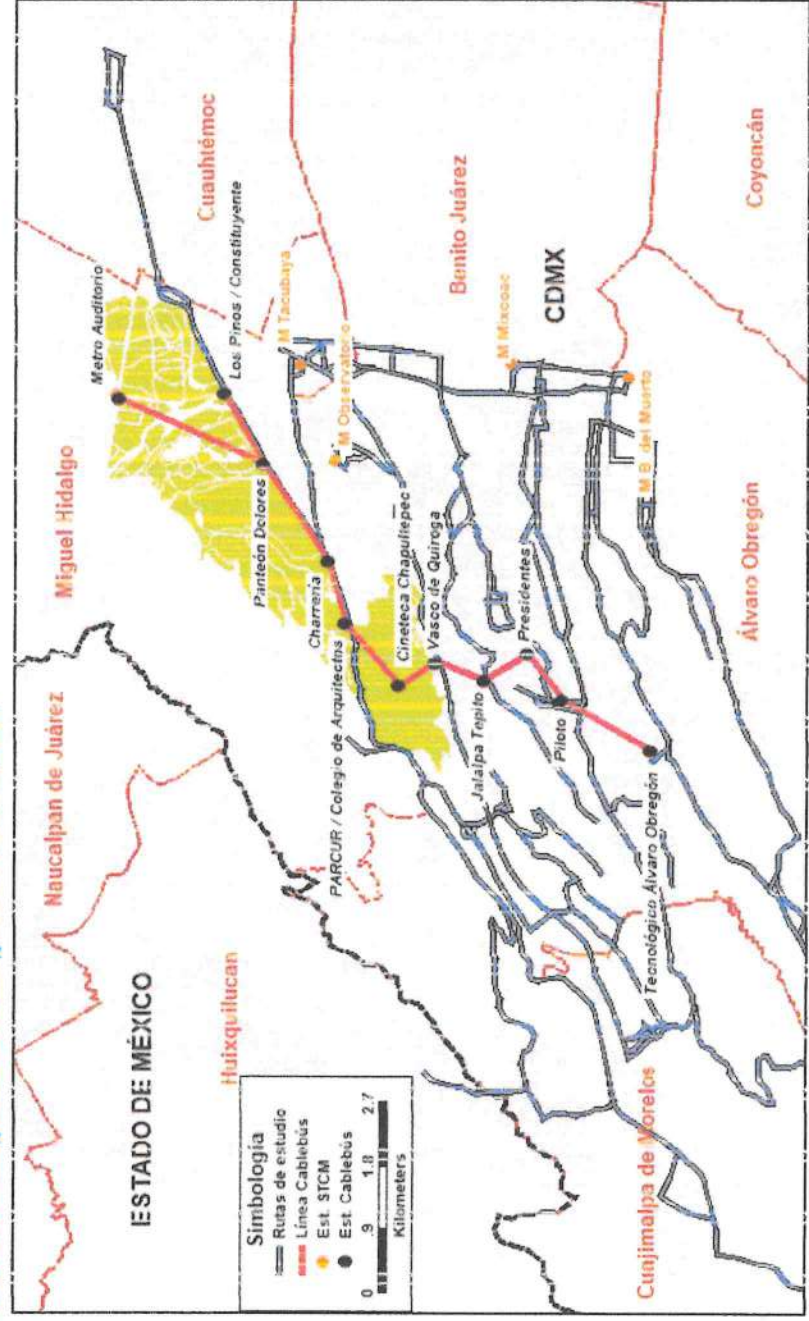 Naucalpan de Juárez
Miguel Hidalgo
ESTADO DE MÉXICO
Huixquilucan
Metro Auditorio
Cuauhtémoc
Los Pinos / Constituyente
Panteón Dolores
Charrería
PARCUR / Colegio de Arquitectos
M Tacubaya
M Observatorio
Cineteca Chapultepec
Vasco de Quiroga
Benito Juárez
Jalalpa Tepito
Presidentes
M Mixcoac
CDMX
Piloto
M B. del Muerto
Tecnológico Álvaro Obregón
Álvaro Obregón
Coyoncán
Cuajimalpa de Morelos
Simbología
Rutas de estudio
Línea Cablebús
Est. STCM
Est. Cablebús
0 .9 1.8 2.7
Kilometers